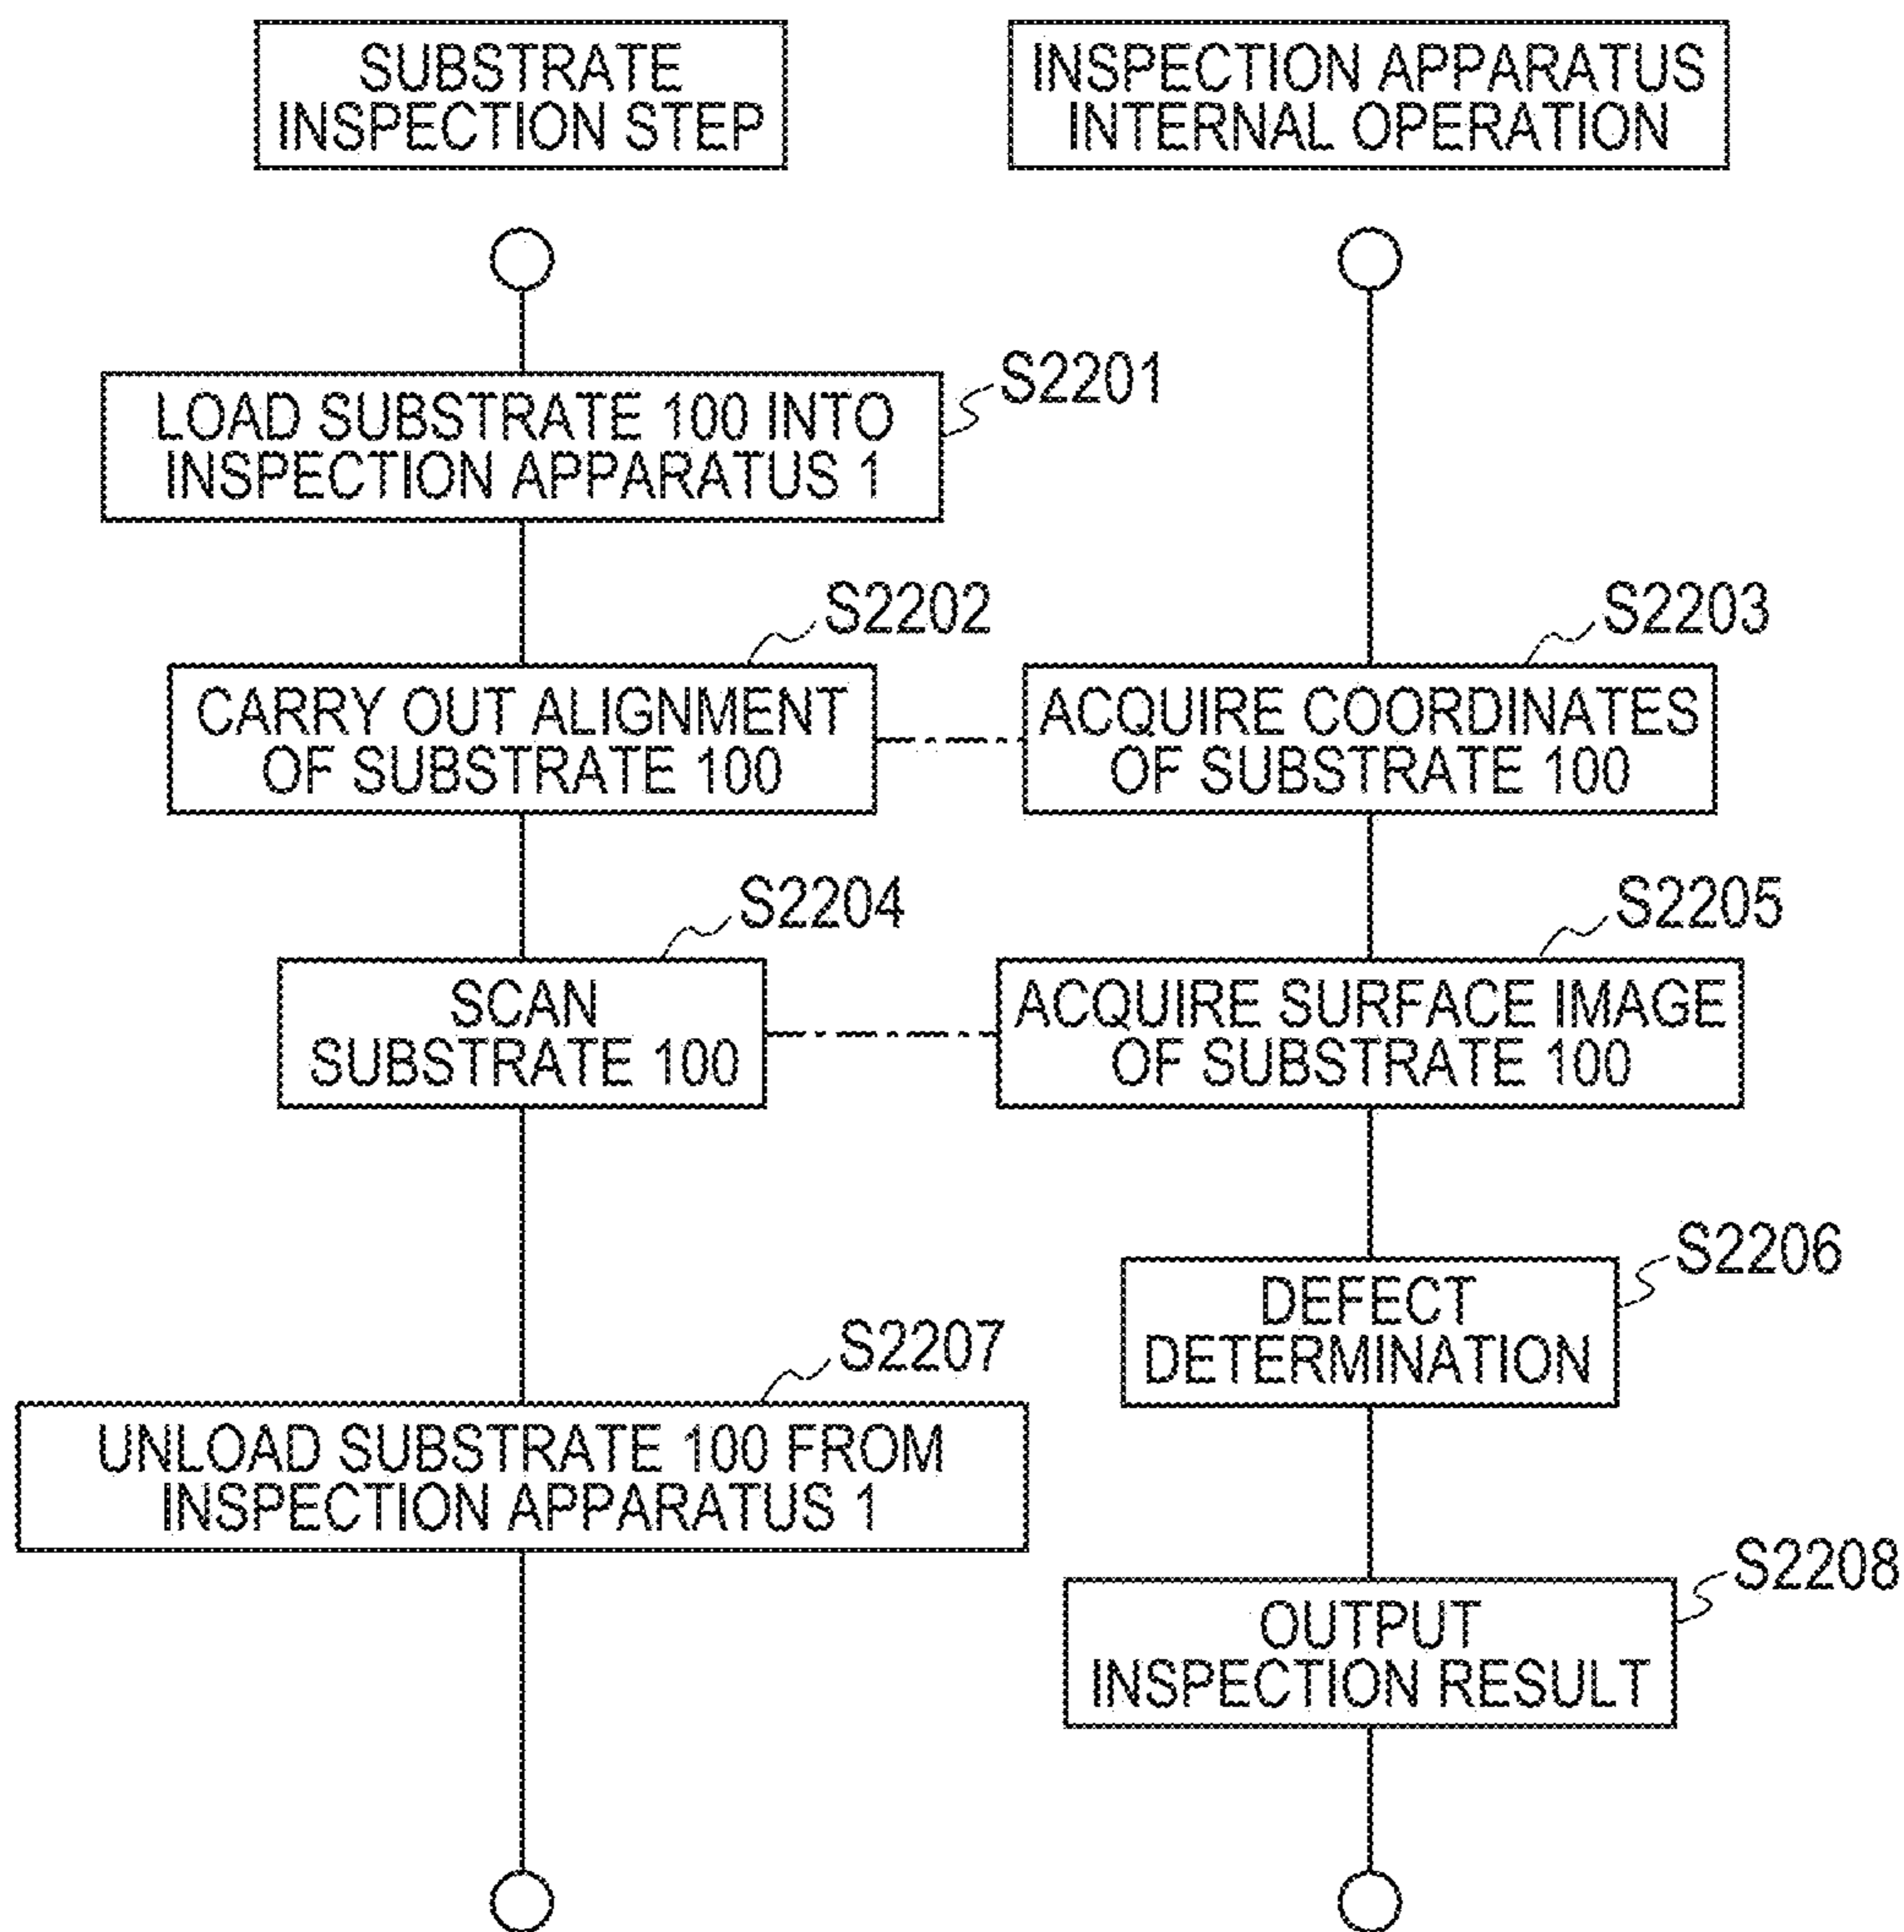 SUBSTRATE
INSPECTION STEP
INSPECTION APPARATUS
INTERNAL OPERATION
S2201
LOAD SUBSTRATE 100 INTO
INSPECTION APPARATUS 1
S2202
CARRY OUT ALIGNMENT
OF SUBSTRATE 100
S2203
ACQUIRE COORDINATES
OF SUBSTRATE 100
S2204
SCAN
SUBSTRATE 100
S2205
ACQUIRE SURFACE IMAGE
OF SUBSTRATE 100
S2206
DEFECT
DETERMINATION
S2207
UNLOAD SUBSTRATE 100 FROM
INSPECTION APPARATUS 1
S2208
OUTPUT
INSPECTION RESULT